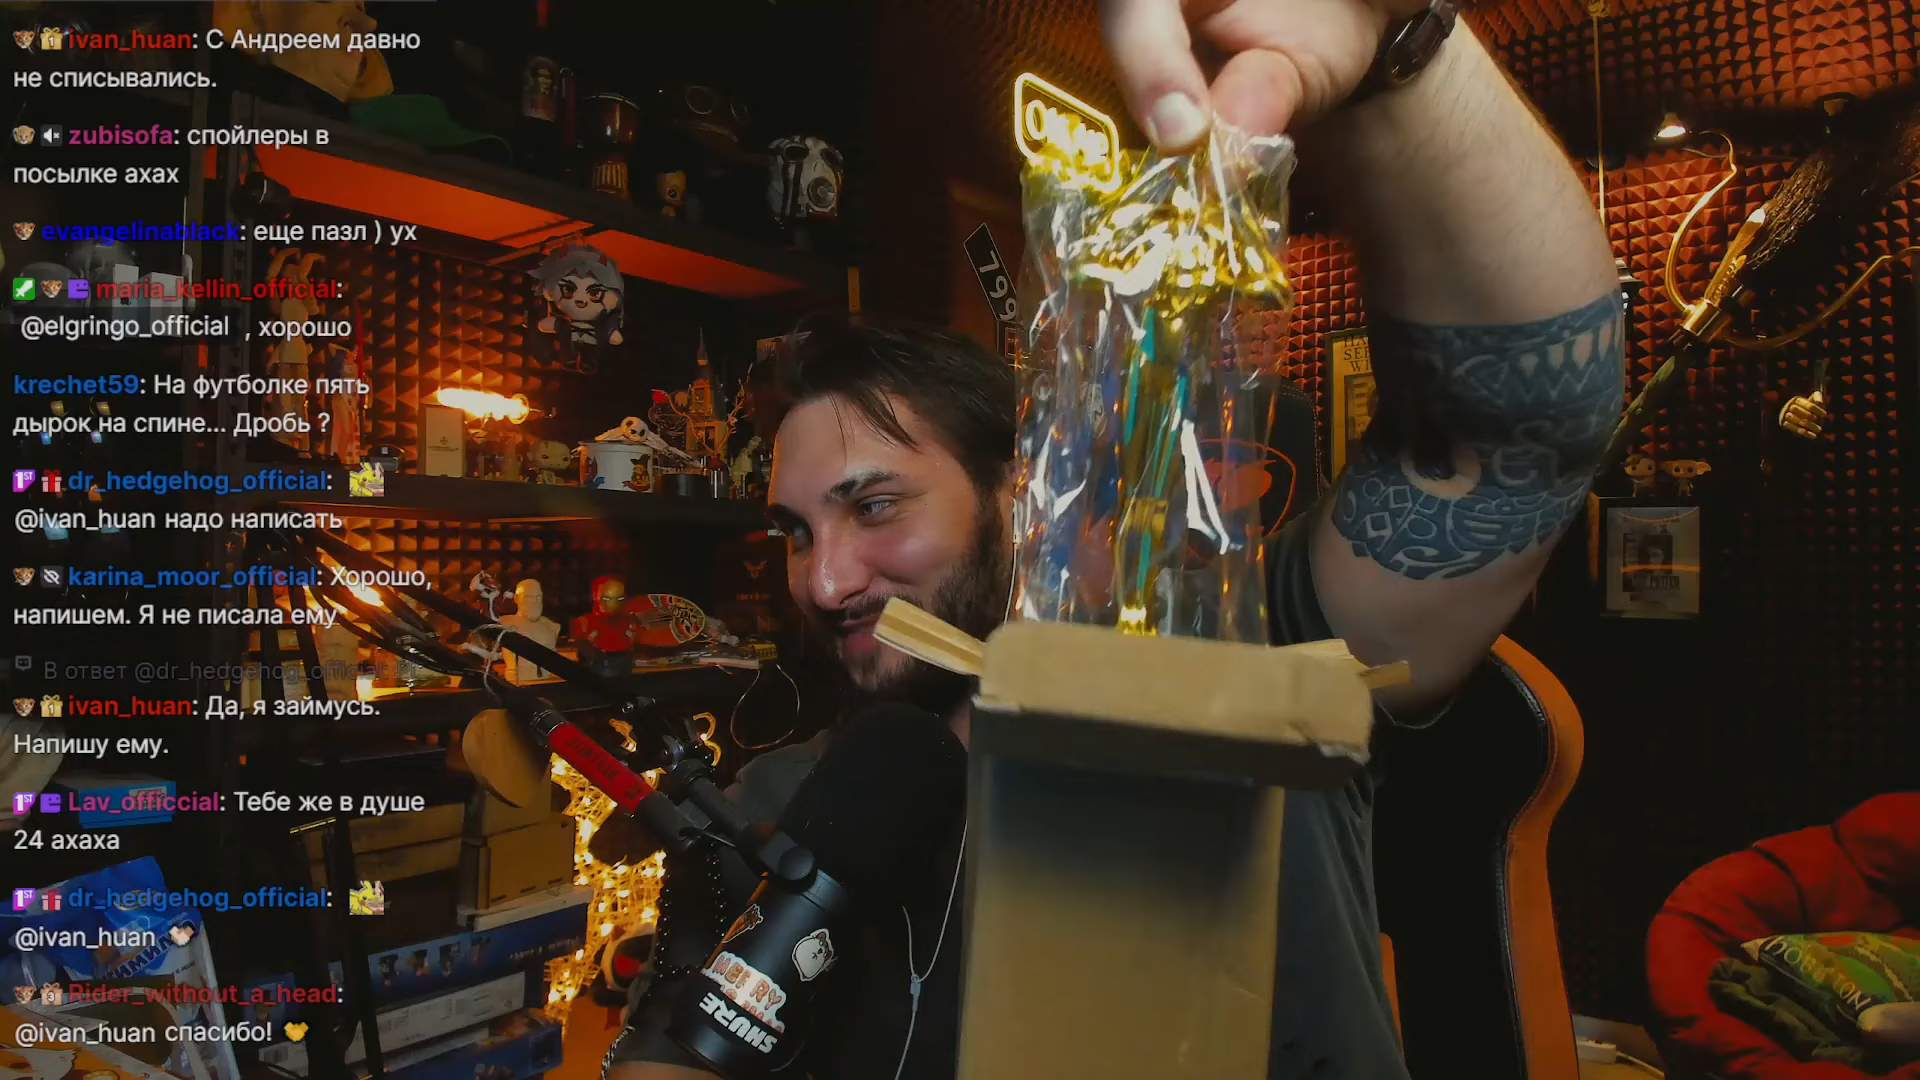 ivan_huan: С Андреем давно
не списывались.
zubisofa: спойлеры в
посылке ахах
evangelinablack: еще пазл ) ух
maria_kellin_official:
@elgringo_official , хорошо
krechet59: На футболке пять
дырок на спине... Дробь ?
dr_hedgehog_official:
@ivan_huan надо написать
karina_moor_official: Хорошо,
напишем. Я не писала ему
В ответ @dr_hedgehog_official:
ivan_huan: Да, я займусь.
Напишу ему.
Lav_officcial: Тебе же в душе
24 ахаха
dr_hedgehog_official:
@ivan_huan
Rider_without_a_head:
@ivan_huan спасибо!
799
SHURE